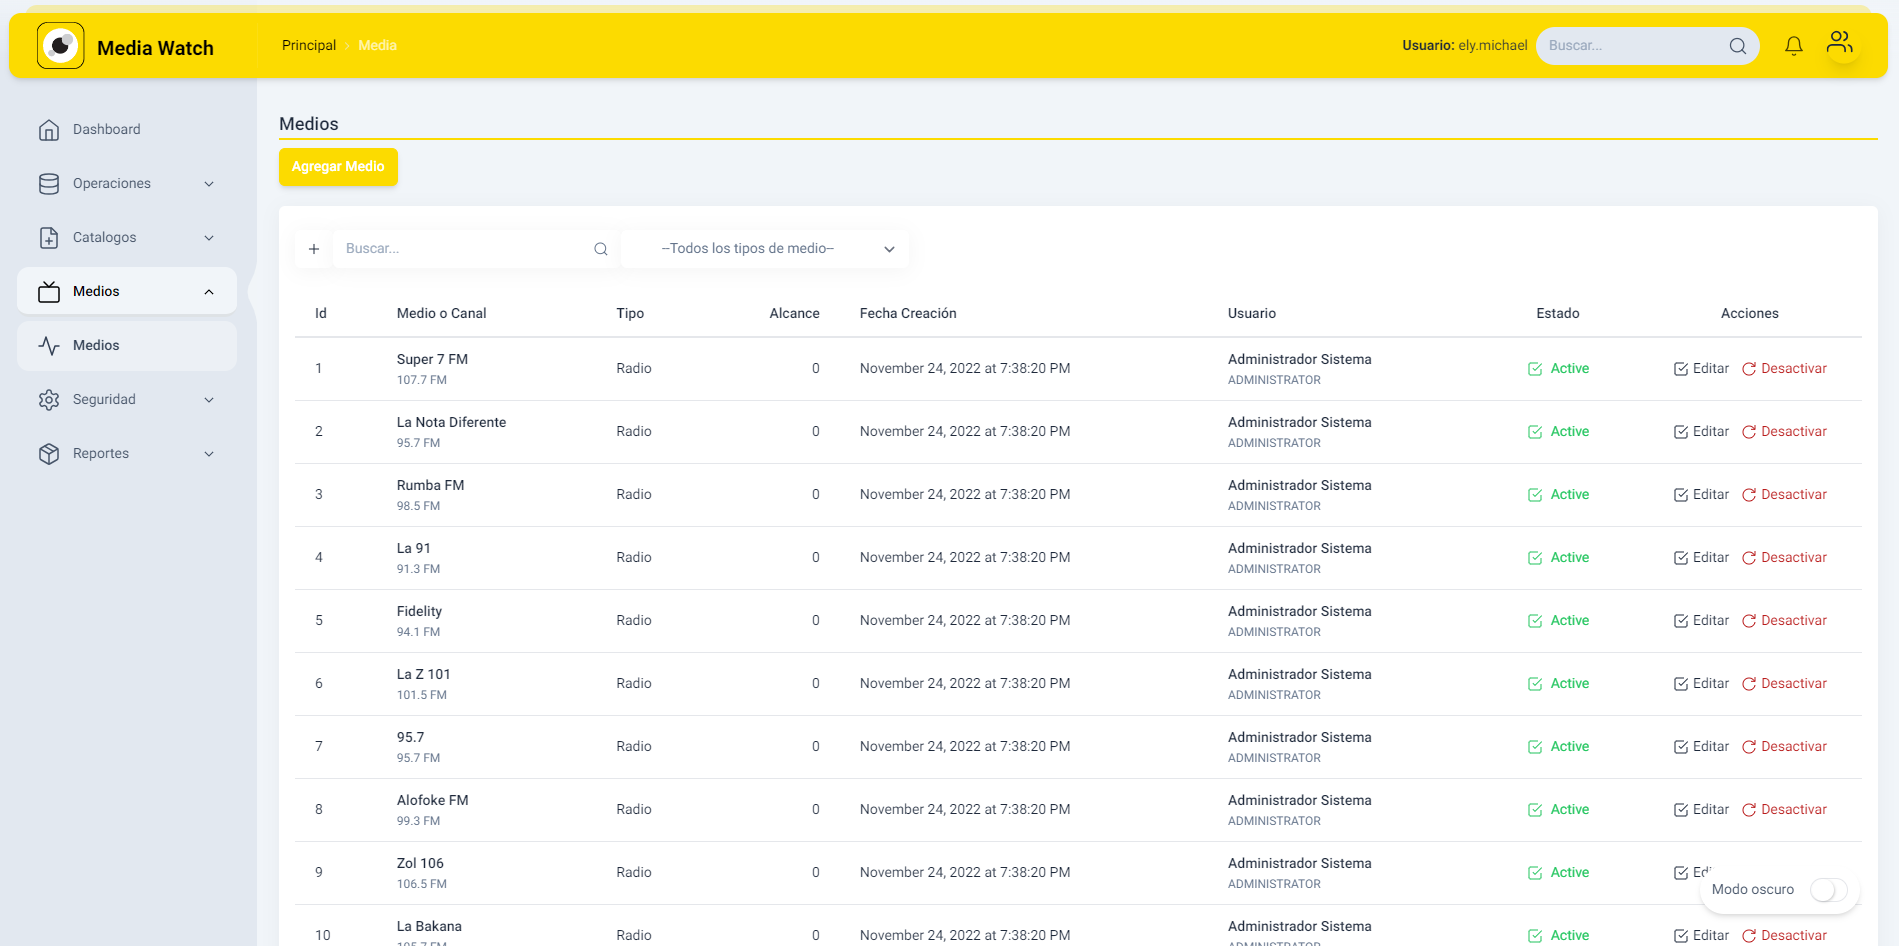 Media Watch
Principal Media
Usuario: ely.michael
Buscar...
Dashboard
Operaciones
Catalogos
Medios
Medios
Seguridad
Reportes
Medios
Agregar Medio
Buscar...
--Todos los tipos de medio--
Id Medio o Canal Tipo Alcance Fecha Creación Usuario Estado Acciones
1 Super 7 FM Radio 0 November 24, 2022 at 7:38:20 PM Administrador Sistema Active Editar Desactivar
107.7 FM ADMINISTRATOR
2 La Nota Diferente Radio 0 November 24, 2022 at 7:38:20 PM Administrador Sistema Active Editar Desactivar
95.7 FM ADMINISTRATOR
3 Rumba FM Radio 0 November 24, 2022 at 7:38:20 PM Administrador Sistema Active Editar Desactivar
98.5 FM ADMINISTRATOR
4 La 91 Radio 0 November 24, 2022 at 7:38:20 PM Administrador Sistema Active Editar Desactivar
91.3 FM ADMINISTRATOR
5 Fidelity Radio 0 November 24, 2022 at 7:38:20 PM Administrador Sistema Active Editar Desactivar
94.1 FM ADMINISTRATOR
6 La Z 101 Radio 0 November 24, 2022 at 7:38:20 PM Administrador Sistema Active Editar Desactivar
101.5 FM ADMINISTRATOR
7 95.7 Radio 0 November 24, 2022 at 7:38:20 PM Administrador Sistema Active Editar Desactivar
95.7 FM ADMINISTRATOR
8 Alofoke FM Radio 0 November 24, 2022 at 7:38:20 PM Administrador Sistema Active Editar Desactivar
99.3 FM ADMINISTRATOR
9 Zol 106 Radio 0 November 24, 2022 at 7:38:20 PM Administrador Sistema Active
106.5 FM ADMINISTRATOR
Modo oscuro
10 La Bakana Radio 0 November 24, 2022 at 7:38:20 PM Administrador Sistema Active Editar Desactivar